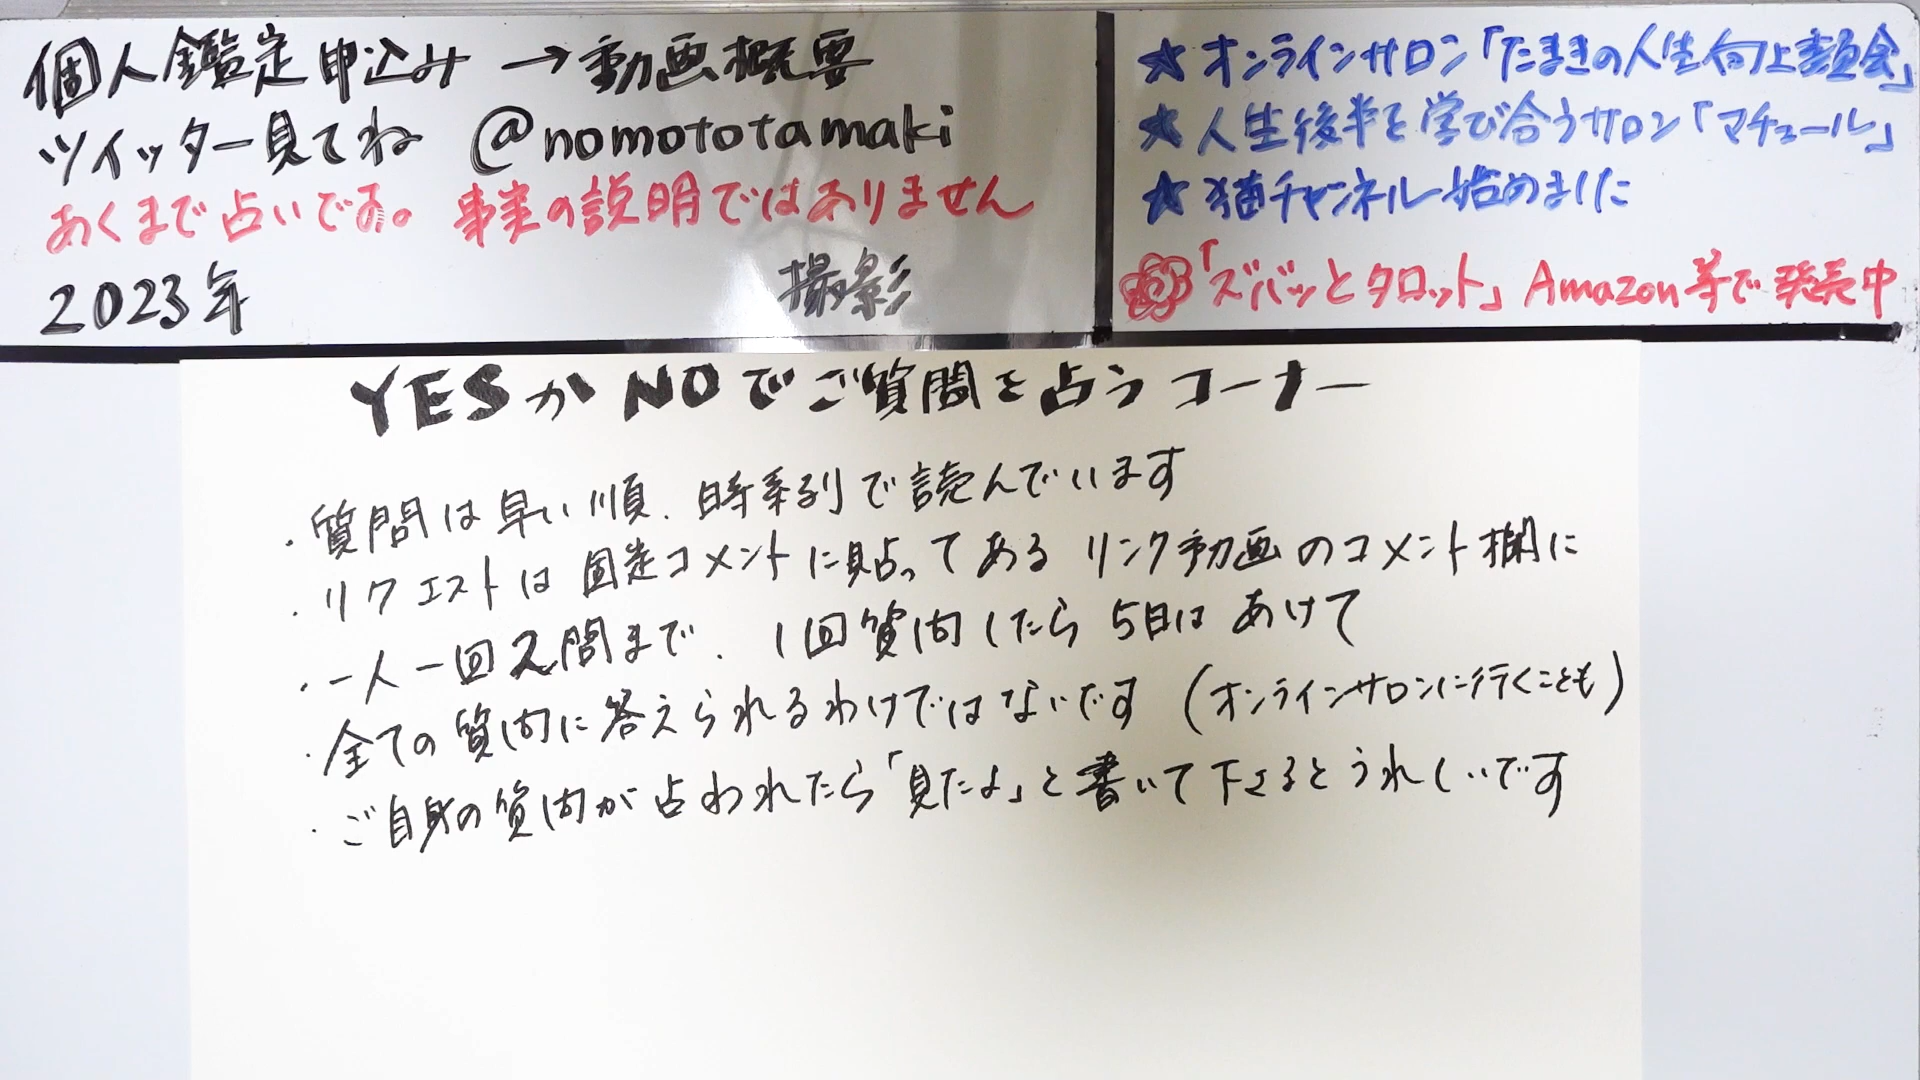 個人鑑定申込み→動画概要
ツイッター見てね @nomototamaki
あくまで占いです。事実の説明ではありません
2023年 撮影
★オンラインサロン「たまきの人生向上委員会」
★人生後半を学び合うサロン「マチュール」
★猫チャンネル始めました
「ズバッとタロット」Amazon等で発売中
YESかNOでご質問を占うコーナー
・質問は早い順、時系列で読んでいます
・リクエストは固定コメントに貼ってあるリンク動画のコメント欄に
・一人一回2問まで、1回質問したら5日はあけて
・全ての質問に答えられるわけではないです(オンラインサロンに行くことも)
・ご自身の質問が占われたら「見たよ」と書いて下さるとうれしいです